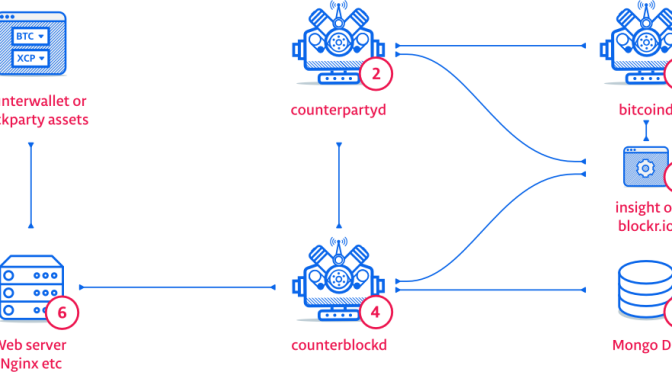 BTC
XCP
2
nterwallet or
kparty assets
counterpartyd
bitcoind
insight o
blockr.io
6
4
Web server
Nginx etc
counterblockd
Mongo D